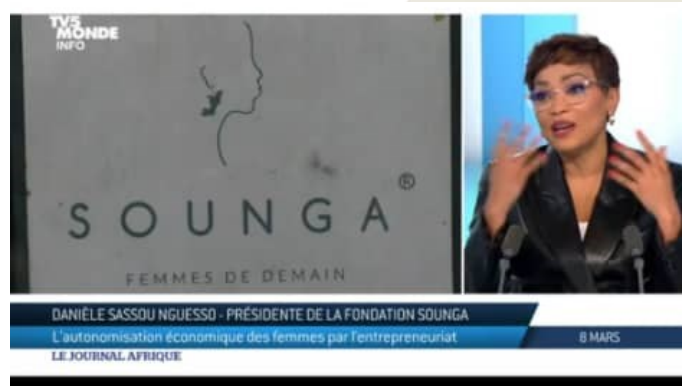 TV5
MONDE
INFO
SOUNGA®
FEMMES DE DEMAIN
DANIÈLE SASSOU NGUESSO - PRÉSIDENTE DE LA FONDATION SOUNGA
L'autonomisation économique des femmes par l'entrepreneuriat
8 MARS
LE JOURNAL AFRIQUE